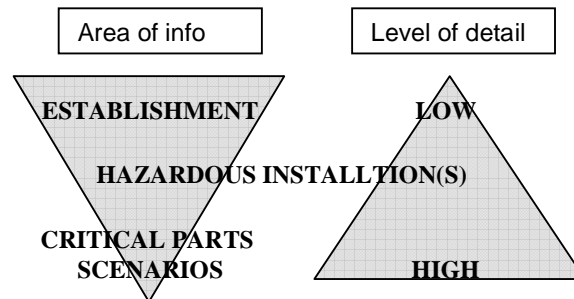 Area of info
Level of detail
ESTABLISHMENT
LOW
HAZARDOUS INSTALLTION(S)
CRITICAL PARTS
SCENARIOS
HIGH